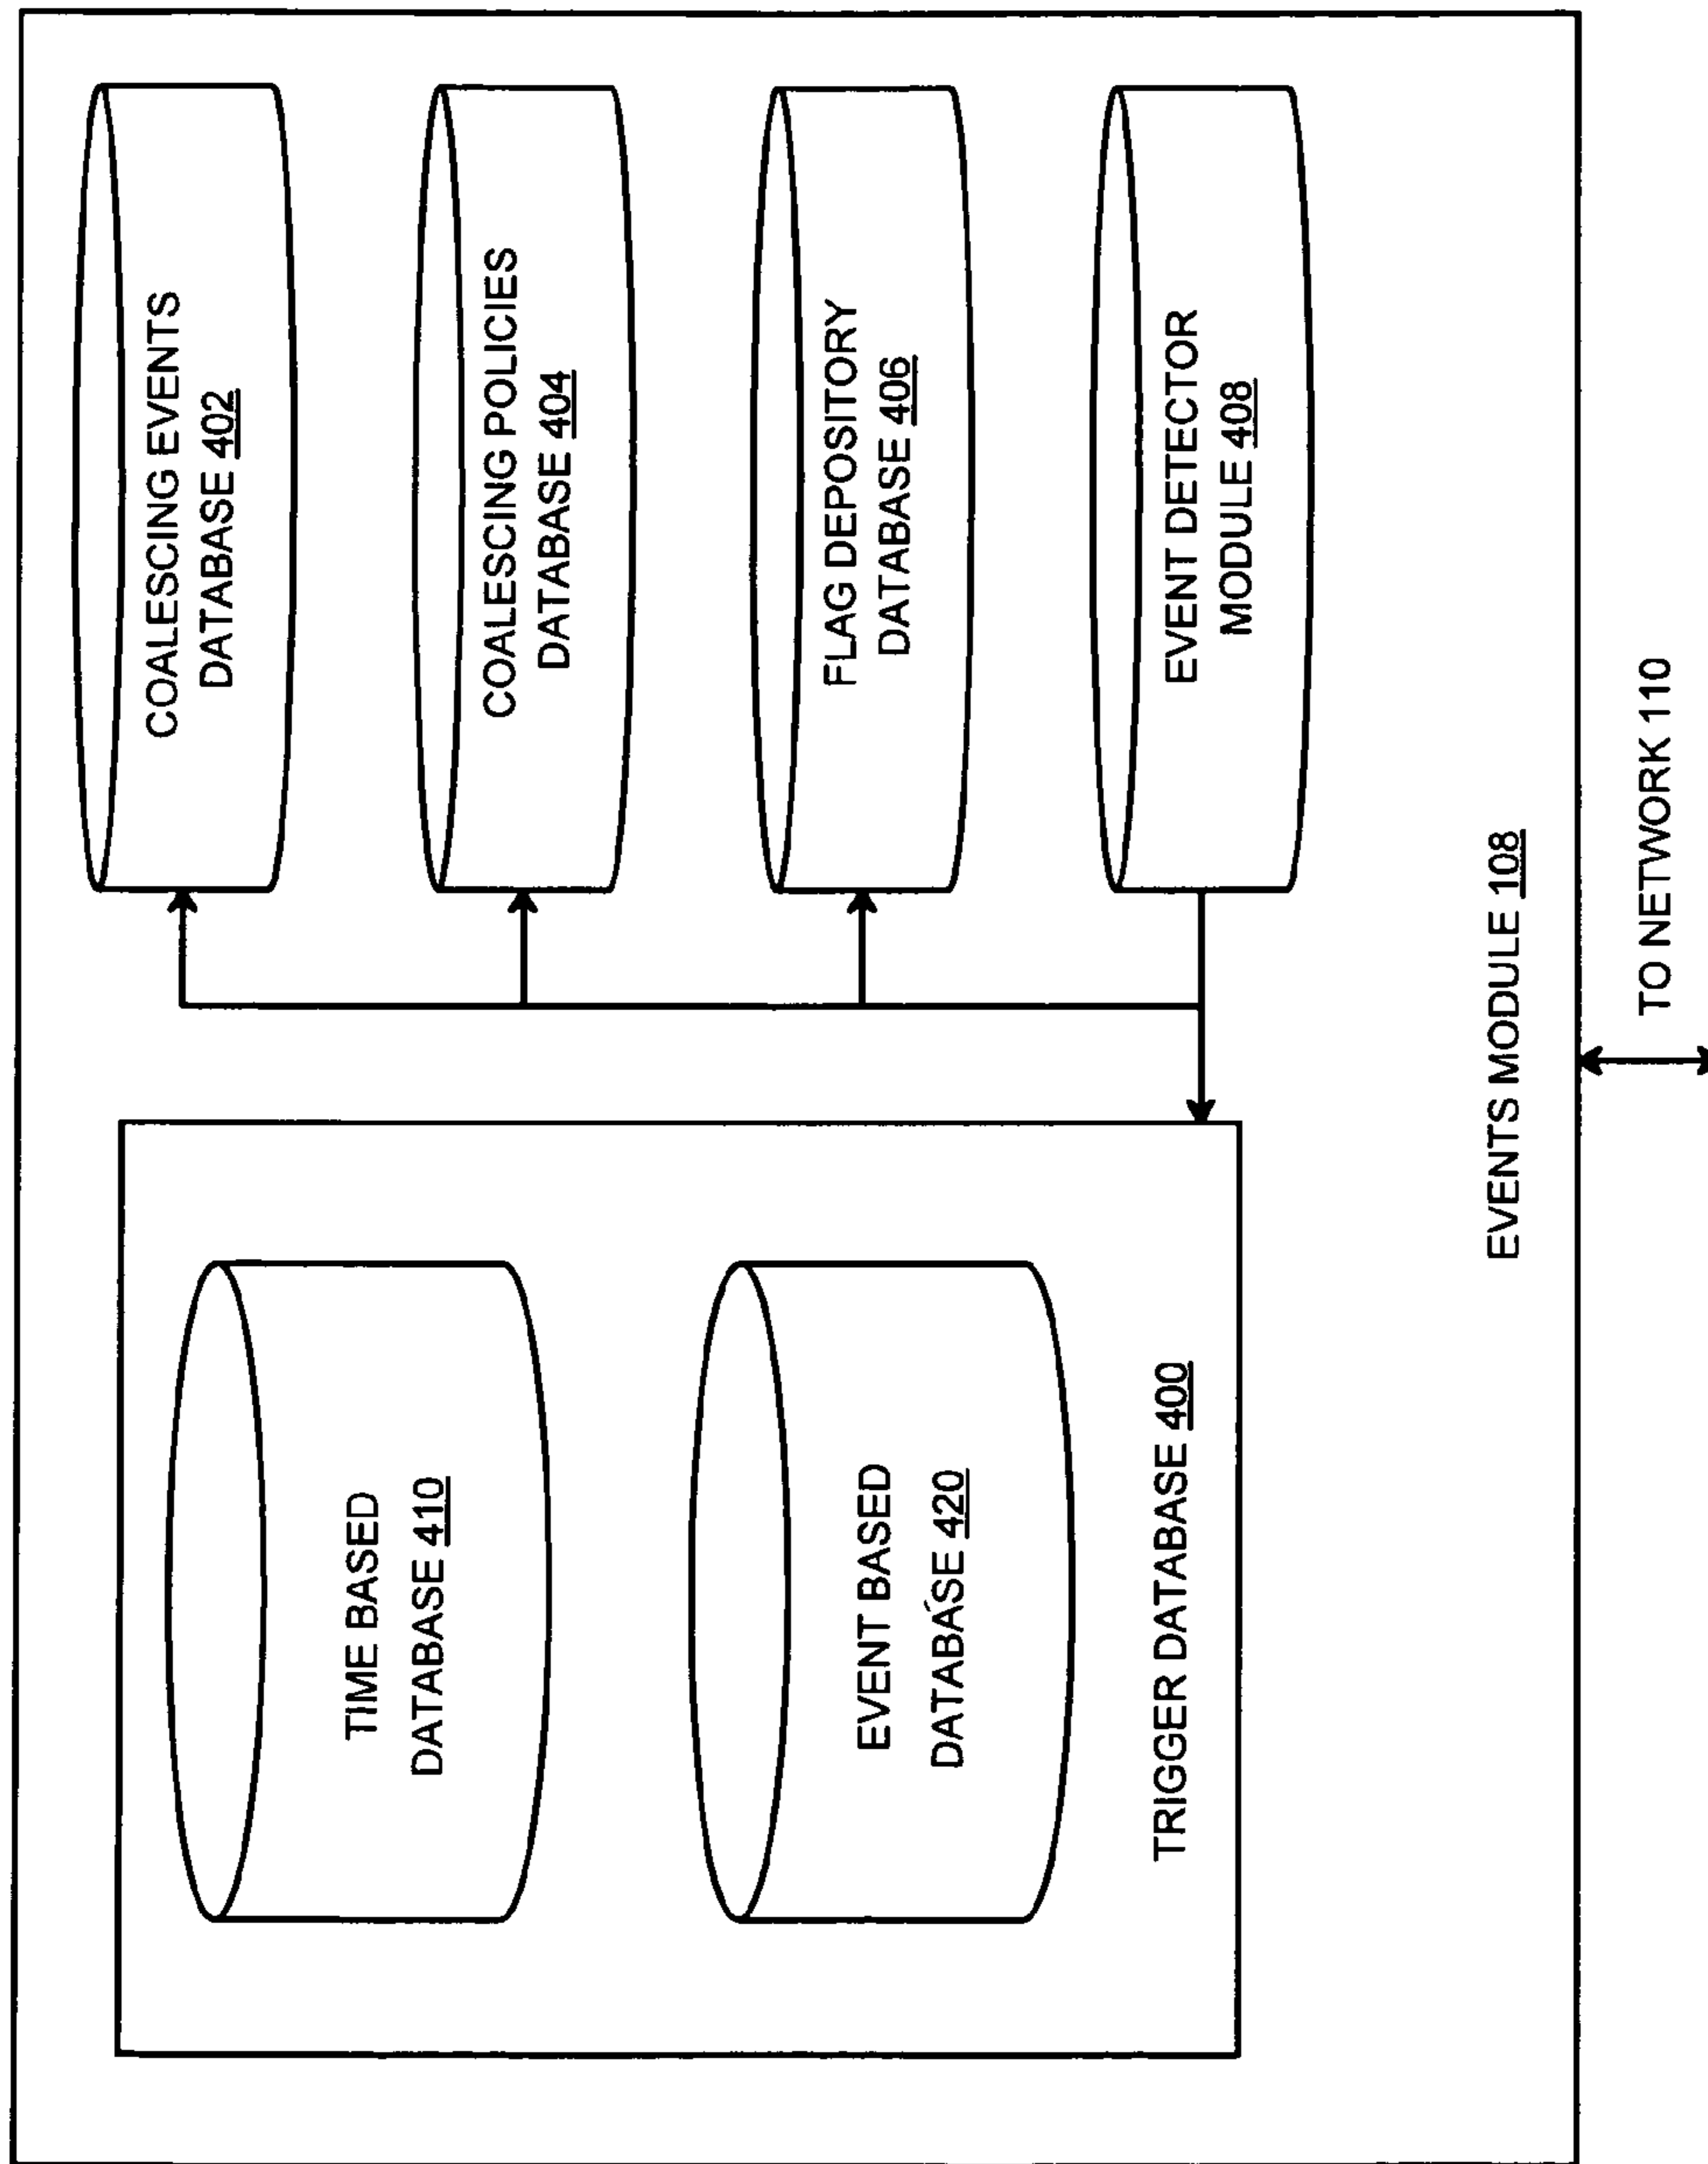 TIME BASED
DATABASE 410
EVENT BASED
DATABASE 420
TRIGGER DATABASE 400
COALESCING EVENTS
DATABASE 402
COALESCING POLICIES
DATABASE 404
FLAG DEPOSITORY
DATABASE 406
EVENT DETECTOR
MODULE 408
EVENTS MODULE 108
TO NETWORK 110